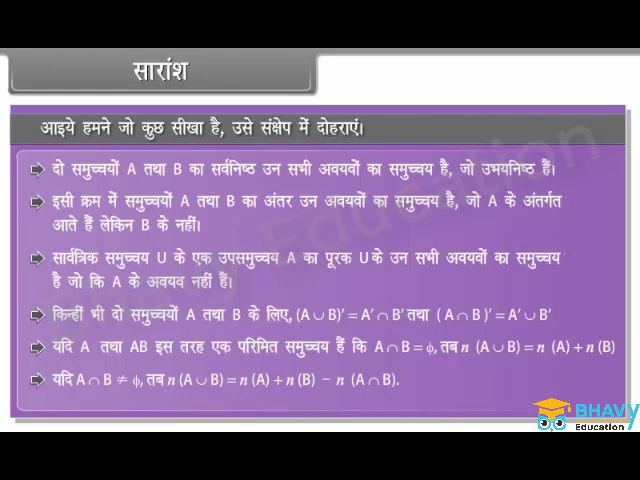 सारांश
आइये हमने जो कुछ सीखा है, उसे संक्षेप में दोहराएं।
दो समुच्चयों A तथा B का सर्वनिष्ठ उन सभी अवयवों का समुच्चय है, जो उभयनिष्ठ हैं।
इसी क्रम में समुच्चयों A तथा B का अंतर उन अवयवों का समुच्चय है, जो A के अंतर्गत
आते हैं लेकिन B के नहीं।
सार्वत्रिक समुच्चय U के एक उपसमुच्चय A का पूरक U के उन सभी अवयवों का समुच्चय
है जो कि A के अवयव नहीं हैं।
किन्हीं भी दो समुच्चयों A तथा B के लिए, (A ∪ B)′ = A′ ∩ B′ तथा ( A ∩ B )′ = A′ ∪ B′
यदि A तथा AB इस तरह एक परिमित समुच्चय हैं कि A ∩ B = ϕ, तब n (A ∪ B) = n (A) + n (B)
यदि A ∩ B ≠ ϕ, तब n (A ∪ B) = n (A) + n (B) − n (A ∩ B).
Bhavy Education
BHAVY
Education